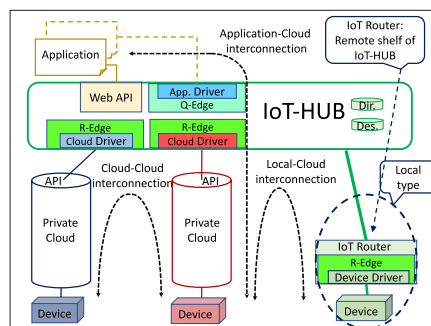 Application-Cloud
interconnection
IoT Router:
Remote shelf of
IoT-HUB
Application
Web API
App. Driver
Q-Edge
IoT-HUB
Dir.
Des.
R-Edge
Cloud Driver
R-Edge
Cloud Driver
API
Cloud-Cloud
interconnection
API
Local-Cloud
interconnection
Local
type
Private
Cloud
Private
Cloud
IoT Router
R-Edge
Device Driver
Device
Device
Device